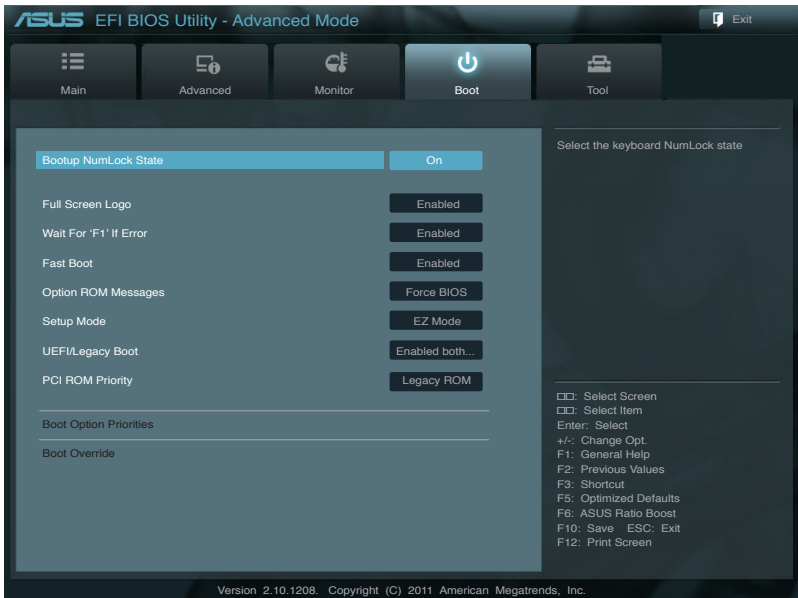 ASUS EFI BIOS Utility - Advanced Mode
Exit
Main
Advanced
Monitor
Boot
Tool
Bootup NumLock State On
Full Screen Logo Enabled
Wait For ‘F1’ If Error Enabled
Fast Boot Enabled
Option ROM Messages Force BIOS
Setup Mode EZ Mode
UEFI/Legacy Boot Enabled both...
PCI ROM Priority Legacy ROM
Boot Option Priorities
Boot Override
Select the keyboard NumLock state
□□: Select Screen
□□: Select Item
Enter: Select
+/-: Change Opt.
F1: General Help
F2: Previous Values
F3: Shortcut
F5: Optimized Defaults
F6: ASUS Ratio Boost
F10: Save ESC: Exit
F12: Print Screen
Version 2.10.1208. Copyright (C) 2011 American Megatrends, Inc.